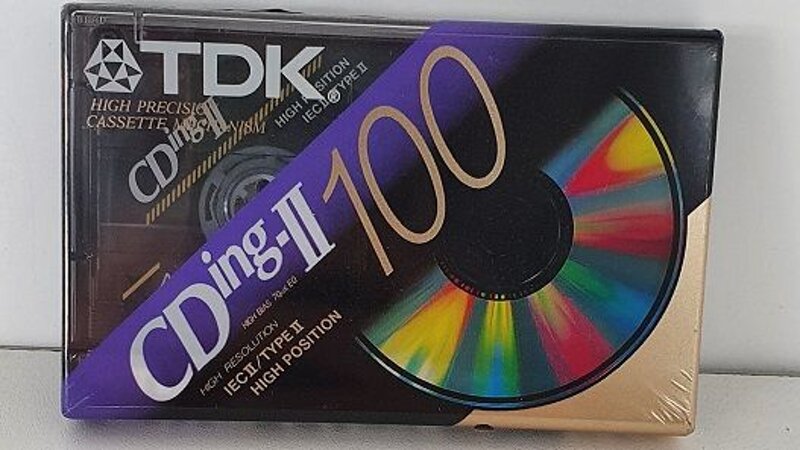 TDK
HIGH PRECISION
CASSETTE
CDing-II
HIGH POSITION
IEC II/TYPE II
100
CDing-II
HIGH BIAS 70μs EQ
HIGH RESOLUTION
IEC II/TYPE II
HIGH POSITION